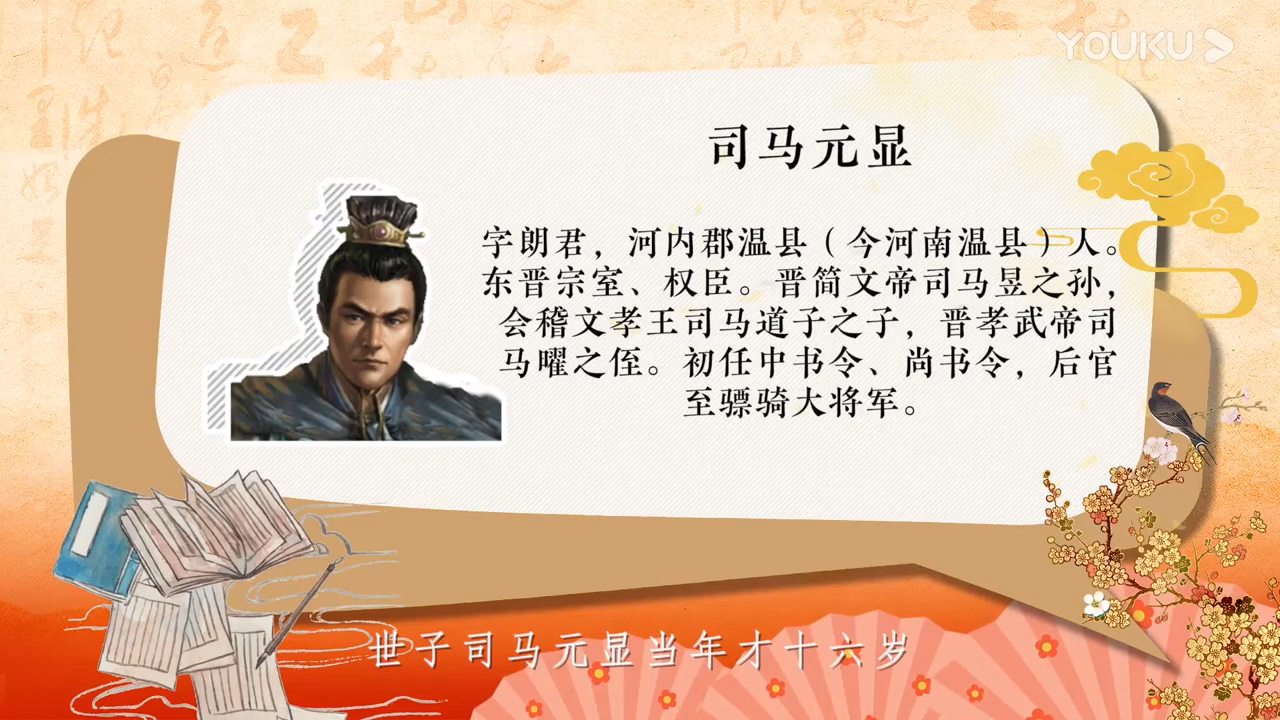 YOUKU
司马元显
字朗君，河内郡温县（今河南温县）人。
东晋宗室、权臣。晋简文帝司马昱之孙，
会稽文孝王司马道子之子，晋孝武帝司
马曜之侄。初任中书令、尚书令，后官
至骠骑大将军。
世子司马元显当年才十六岁